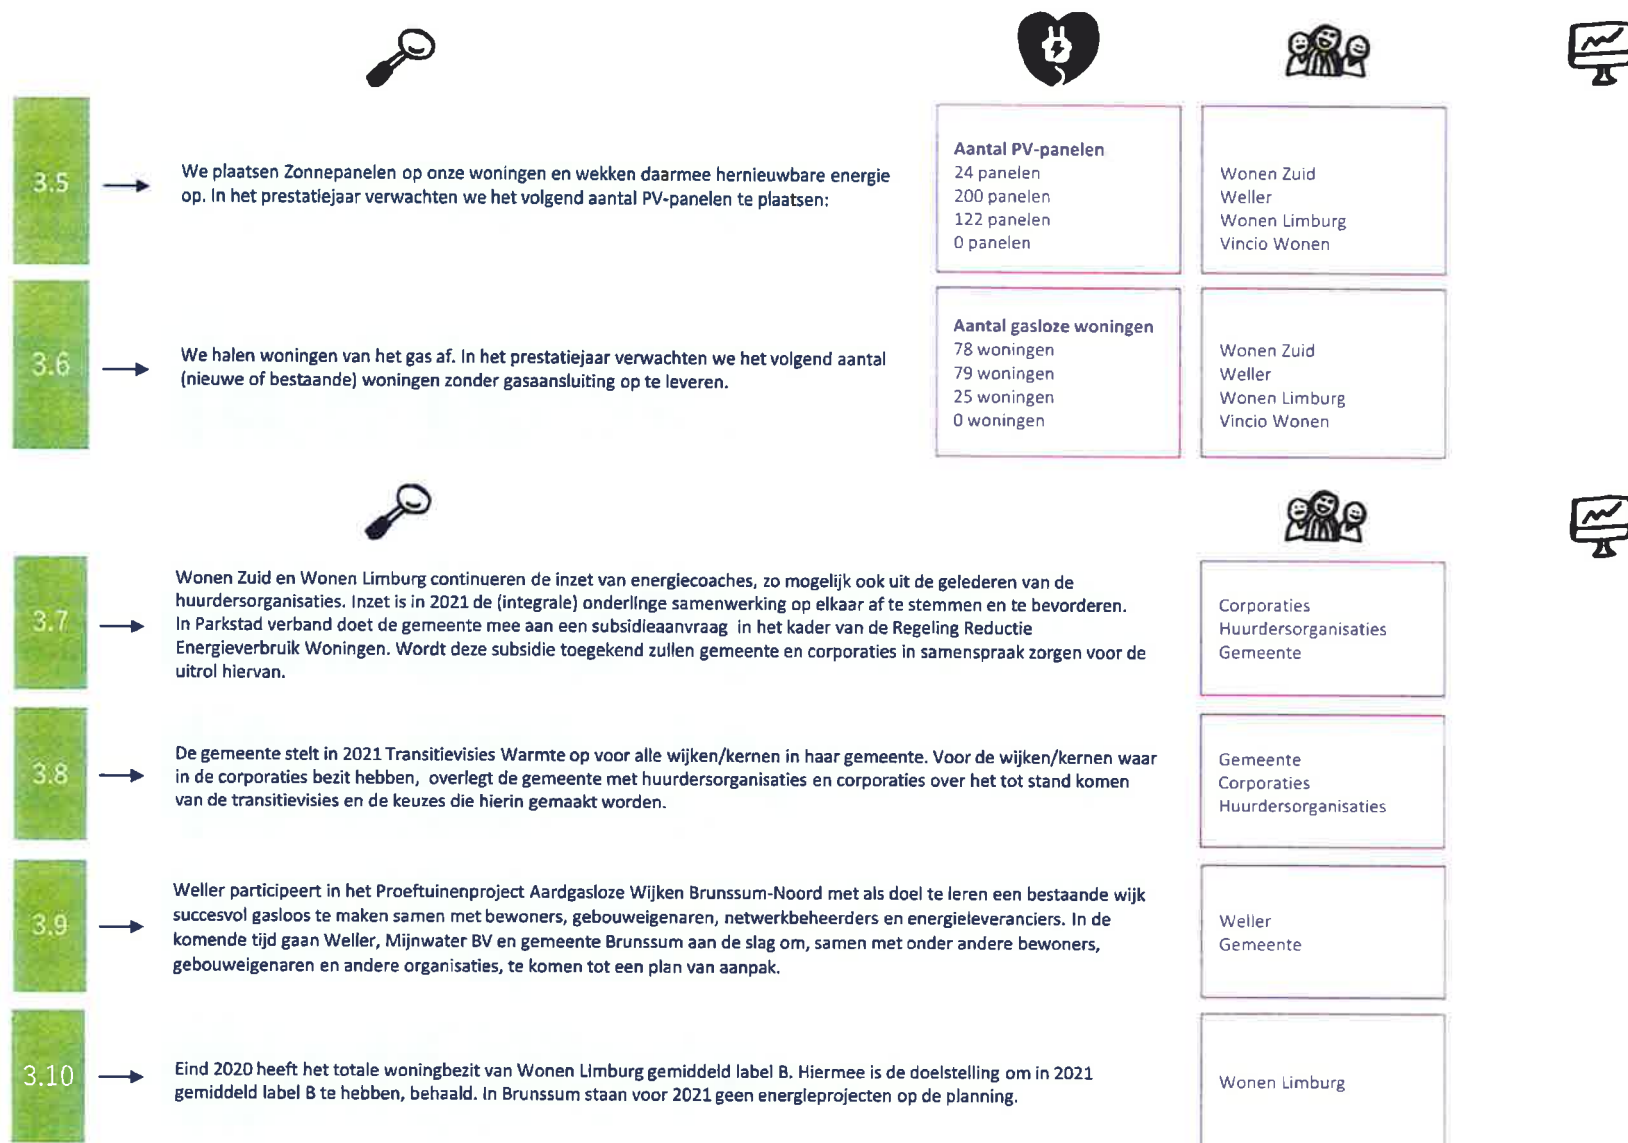 3.5
We plaatsen Zonnepanelen op onze woningen en wekken daarmee hernieuwbare energie
op. In het prestatiejaar verwachten we het volgend aantal PV-panelen te plaatsen:
Aantal PV-panelen
24 panelen
200 panelen
122 panelen
0 panelen
Wonen Zuid
Weller
Wonen Limburg
Vincio Wonen
3.6
We halen woningen van het gas af. In het prestatiejaar verwachten we het volgend aantal
(nieuwe of bestaande) woningen zonder gasaansluiting op te leveren.
Aantal gasloze woningen
78 woningen
79 woningen
25 woningen
0 woningen
Wonen Zuid
Weller
Wonen Limburg
Vincio Wonen
3.7
Wonen Zuid en Wonen Limburg continueren de inzet van energiecoaches, zo mogelijk ook uit de gelederen van de
huurdersorganisaties. Inzet is in 2021 de (integrale) onderlinge samenwerking op elkaar af te stemmen en te bevorderen.
In Parkstad verband doet de gemeente mee aan een subsidieaanvraag in het kader van de Regeling Reductie
Energieverbruik Woningen. Wordt deze subsidie toegekend zullen gemeente en corporaties in samenspraak zorgen voor de
uitrol hiervan.
Corporaties
Huurdersorganisaties
Gemeente
3.8
De gemeente stelt in 2021 Transitievisies Warmte op voor alle wijken/kernen in haar gemeente. Voor de wijken/kernen waar
in de corporaties bezit hebben, overlegt de gemeente met huurdersorganisaties en corporaties over het tot stand komen
van de transitievisies en de keuzes die hierin gemaakt worden.
Gemeente
Corporaties
Huurdersorganisaties
3.9
Weller participeert in het Proeftuinenproject Aardgasloze Wijken Brunssum-Noord met als doel te leren een bestaande wijk
succesvol gasloos te maken samen met bewoners, gebouweigenaren, netwerkbeheerders en energieleveranciers. In de
komende tijd gaan Weller, Mijnwater BV en gemeente Brunssum aan de slag om, samen met onder andere bewoners,
gebouweigenaren en andere organisaties, te komen tot een plan van aanpak.
Weller
Gemeente
3.10
Eind 2020 heeft het totale woningbezit van Wonen Limburg gemiddeld label B. Hiermee is de doelstelling om in 2021
gemiddeld label B te hebben, behaald. In Brunssum staan voor 2021 geen energieprojecten op de planning.
Wonen Limburg